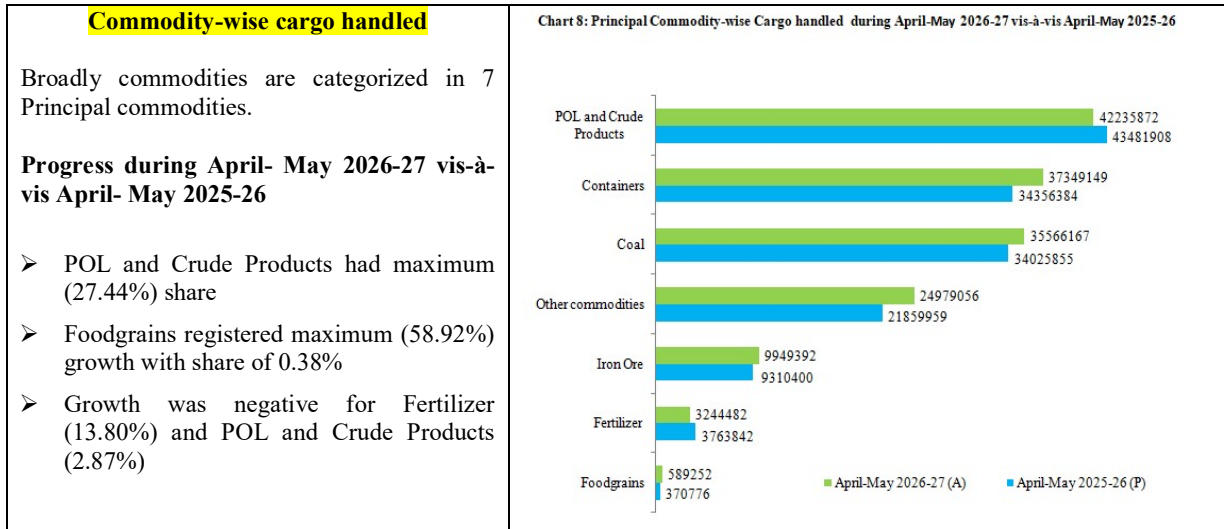 Commodity-wise cargo handled
Broadly commodities are categorized in 7
Principal commodities.
Progress during April- May 2026-27 vis-à-
vis April- May 2025-26
➢ POL and Crude Products had maximum
(27.44%) share
➢ Foodgrains registered maximum (58.92%)
growth with share of 0.38%
➢ Growth was negative for Fertilizer
(13.80%) and POL and Crude Products
(2.87%)
Chart 8: Principal Commodity-wise Cargo handled during April-May 2026-27 vis-à-vis April-May 2025-26
POL and Crude
Products
42235872
43481908
Containers
37349149
34356384
Coal
35566167
34025855
Other commodities
24979056
21859959
Iron Ore
9949392
9310400
Fertilizer
3244482
3763842
Foodgrains
589252
370776
April-May 2026-27 (A)
April-May 2025-26 (P)